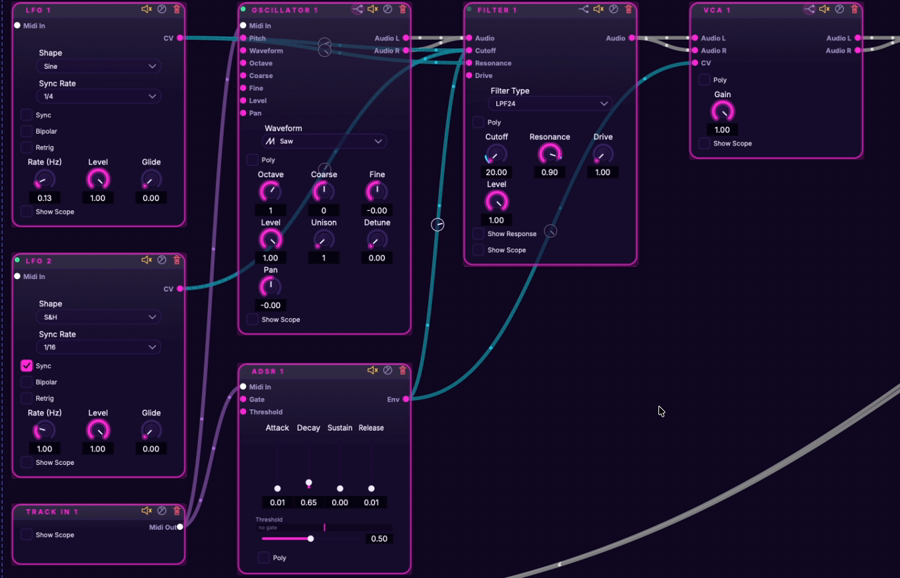 LFO 1
Midi In
CV
Shape
Sine
Sync Rate
1/4
Sync
Bipolar
Retrig
Rate (Hz) Level Glide
0.13 1.00 0.00
Show Scope
LFO 2
Midi In
CV
Shape
S&H
Sync Rate
1/16
Sync
Bipolar
Retrig
Rate (Hz) Level Glide
1.00 1.00 0.00
Show Scope
TRACK IN 1
Midi Out
Show Scope
OSCILLATOR 1
Midi In
Pitch Audio L
Waveform Audio R
Octave
Coarse
Fine
Level
Pan
Waveform
Saw
Poly
Octave Coarse Fine
1 0 -0.00
Level Unison Detune
1.00 1 0.00
Pan
-0.00
Show Scope
ADSR 1
Midi In
Gate Env
Threshold
Attack Decay Sustain Release
0.01 0.65 0.00 0.01
Threshold
no gate
0.50
Poly
FILTER 1
Audio Audio
Cutoff
Resonance
Drive
Filter Type
LPF24
Poly
Cutoff Resonance Drive
20.00 0.90 1.00
Level
1.00
Show Response
Show Scope
VCA 1
Audio L Audio L
Audio R Audio R
CV
Poly
Gain
1.00
Show Scope